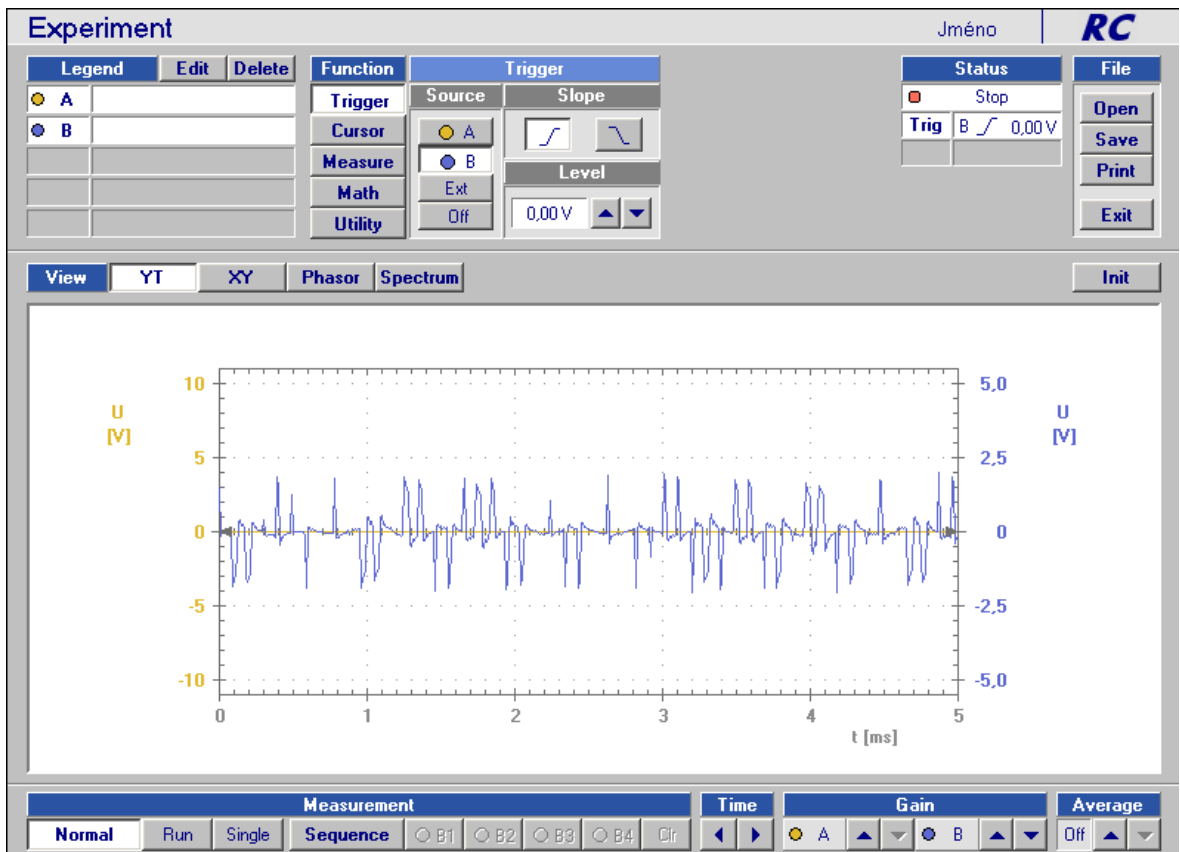 Experiment Jméno RC
Legend Edit Delete Function Trigger Status File
A Trigger Source Slope Stop Open
B Cursor A Trig B 0,00 V Save
Measure B Level Print
Math Ext
Utility Off 0,00 V Exit
View YT XY Phasor Spectrum Init
10 5,0
U U
[V] [V]
5 2,5
0 0
-5 -2,5
-10 -5,0
0 1 2 3 4 5
t [ms]
Measurement Time Gain Average
Normal Run Single Sequence B1 B2 B3 B4 Clr A B Off